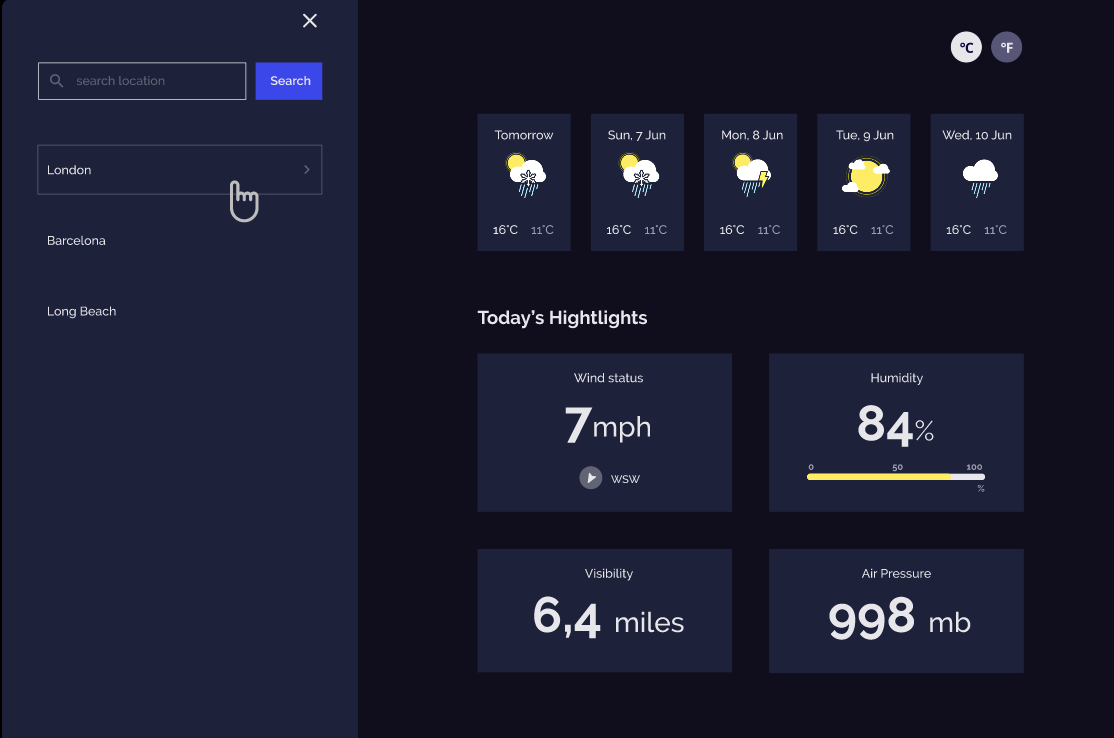 search location
Search
London
Barcelona
Long Beach
°C
°F
Tomorrow
16°C 11°C
Sun, 7 Jun
16°C 11°C
Mon, 8 Jun
16°C 11°C
Tue, 9 Jun
16°C 11°C
Wed, 10 Jun
16°C 11°C
Today's Hightlights
Wind status
7mph
WSW
Humidity
84%
0 50 100
%
Visibility
6,4 miles
Air Pressure
998 mb